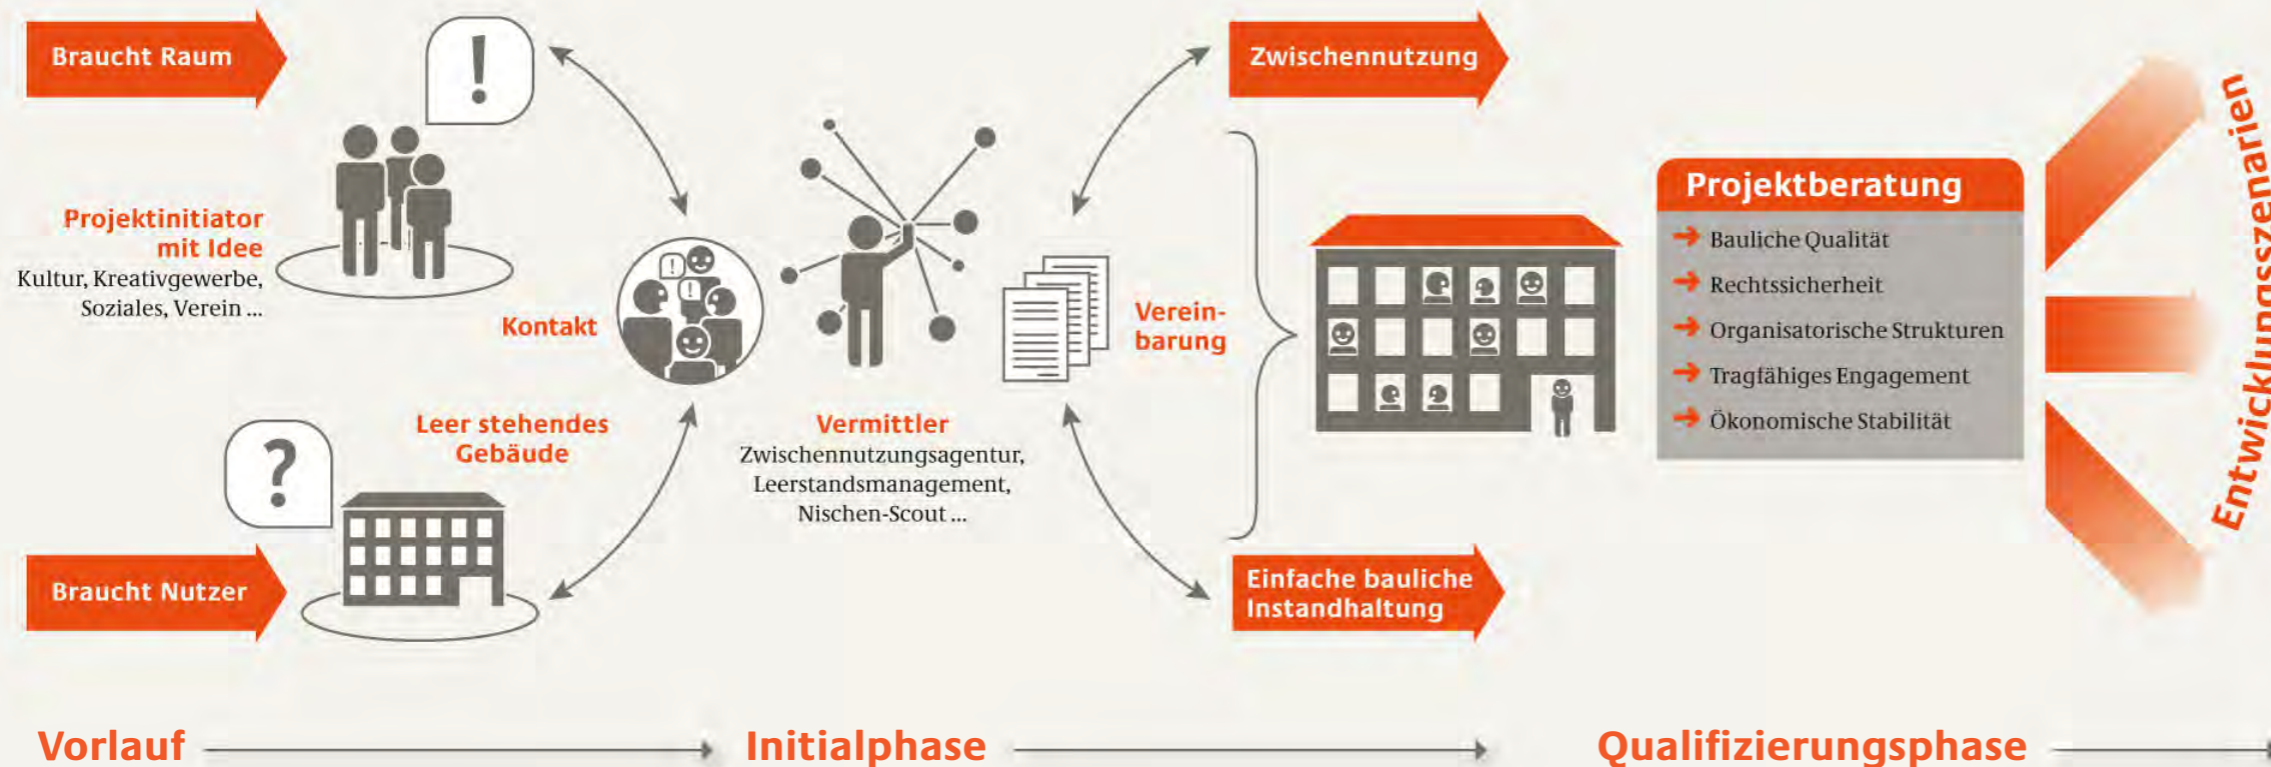 Braucht Raum
!
Projektinitiator
mit Idee
Kultur, Kreativgewerbe,
Soziales, Verein ...
Kontakt
!
!
Leer stehendes
Gebäude
?
Braucht Nutzer
Vermittler
Zwischennutzungsagentur,
Leerstandsmanagement,
Nischen-Scout ...
Verein-
barung
Zwischennutzung
Einfache bauliche
Instandhaltung
Projektberatung
➔ Bauliche Qualität
➔ Rechtssicherheit
➔ Organisatorische Strukturen
➔ Tragfähiges Engagement
➔ Ökonomische Stabilität
Entwicklungsszenarien
Vorlauf
Initialphase
Qualifizierungsphase